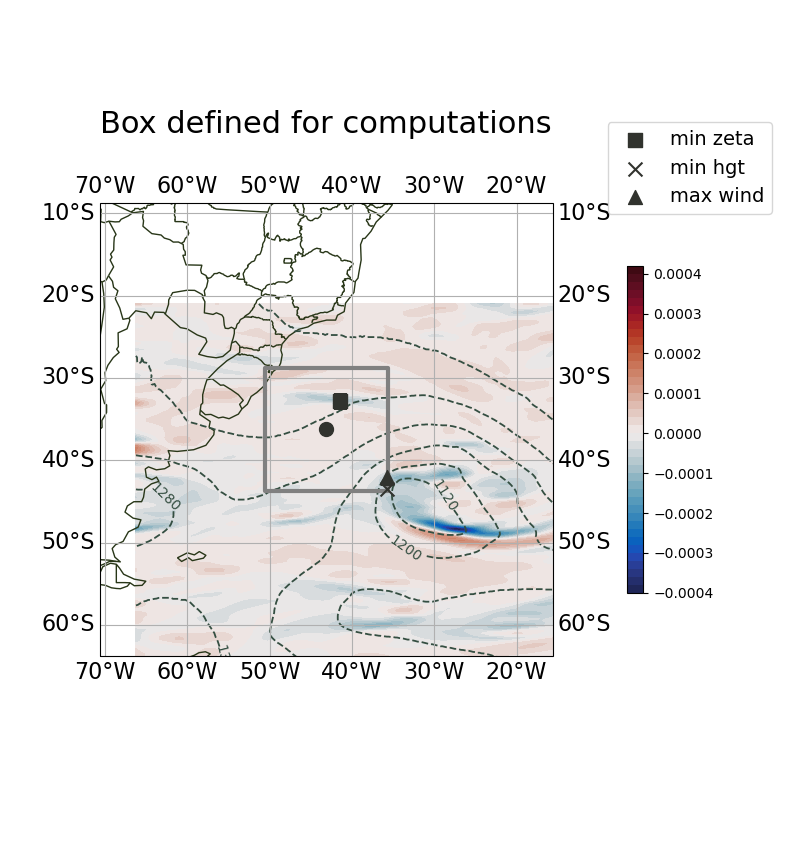 Box defined for computations
min zeta
min hgt
max wind
70°W 60°W 50°W 40°W 30°W 20°W
10°S 10°S
20°S 20°S
30°S 30°S
40°S 40°S
50°S 50°S
60°S 60°S
70°W 60°W 50°W 40°W 30°W 20°W
1280
1120
1200
0.0004
0.0003
0.0002
0.0001
0.0000
−0.0001
−0.0002
−0.0003
−0.0004